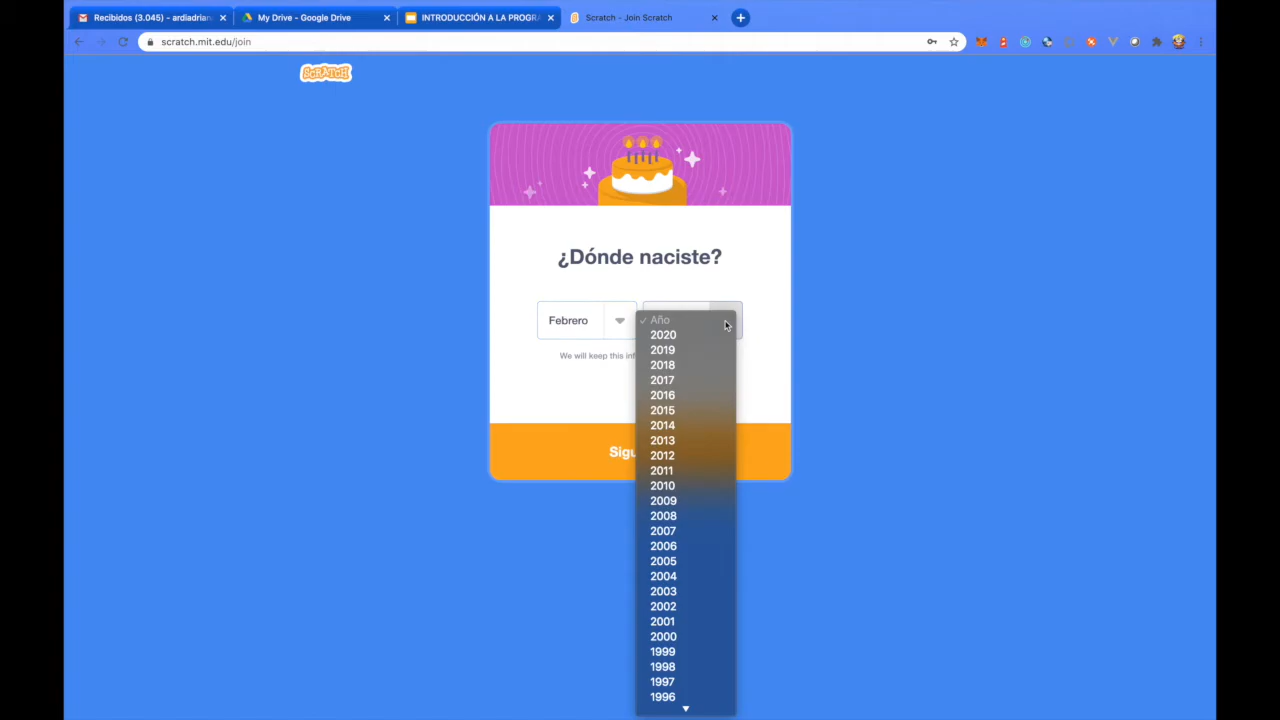 Recibidos (3.045) - ardiadrian
My Drive - Google Drive
INTRODUCCIÓN A LA PROGRA
Scratch - Join Scratch
scratch.mit.edu/join
SCRATCH
¿Dónde naciste?
Febrero
Año
We will keep this inf
2020
2019
2018
2017
2016
2015
2014
2013
2012
2011
2010
2009
2008
2007
2006
2005
2004
2003
2002
2001
2000
1999
1998
1997
1996
Sigu